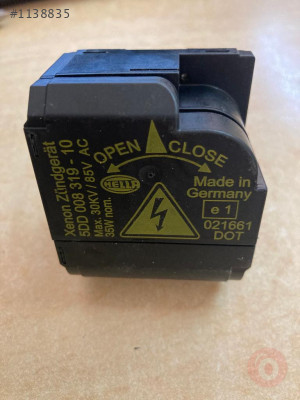 #1138835
OPEN CLOSE
HELLA
Xenon Zündgerät
5DD 008 319 - 10
Max. 30KV / 85V AC
35W nom.
Made in
Germany
e 1
021661
DOT